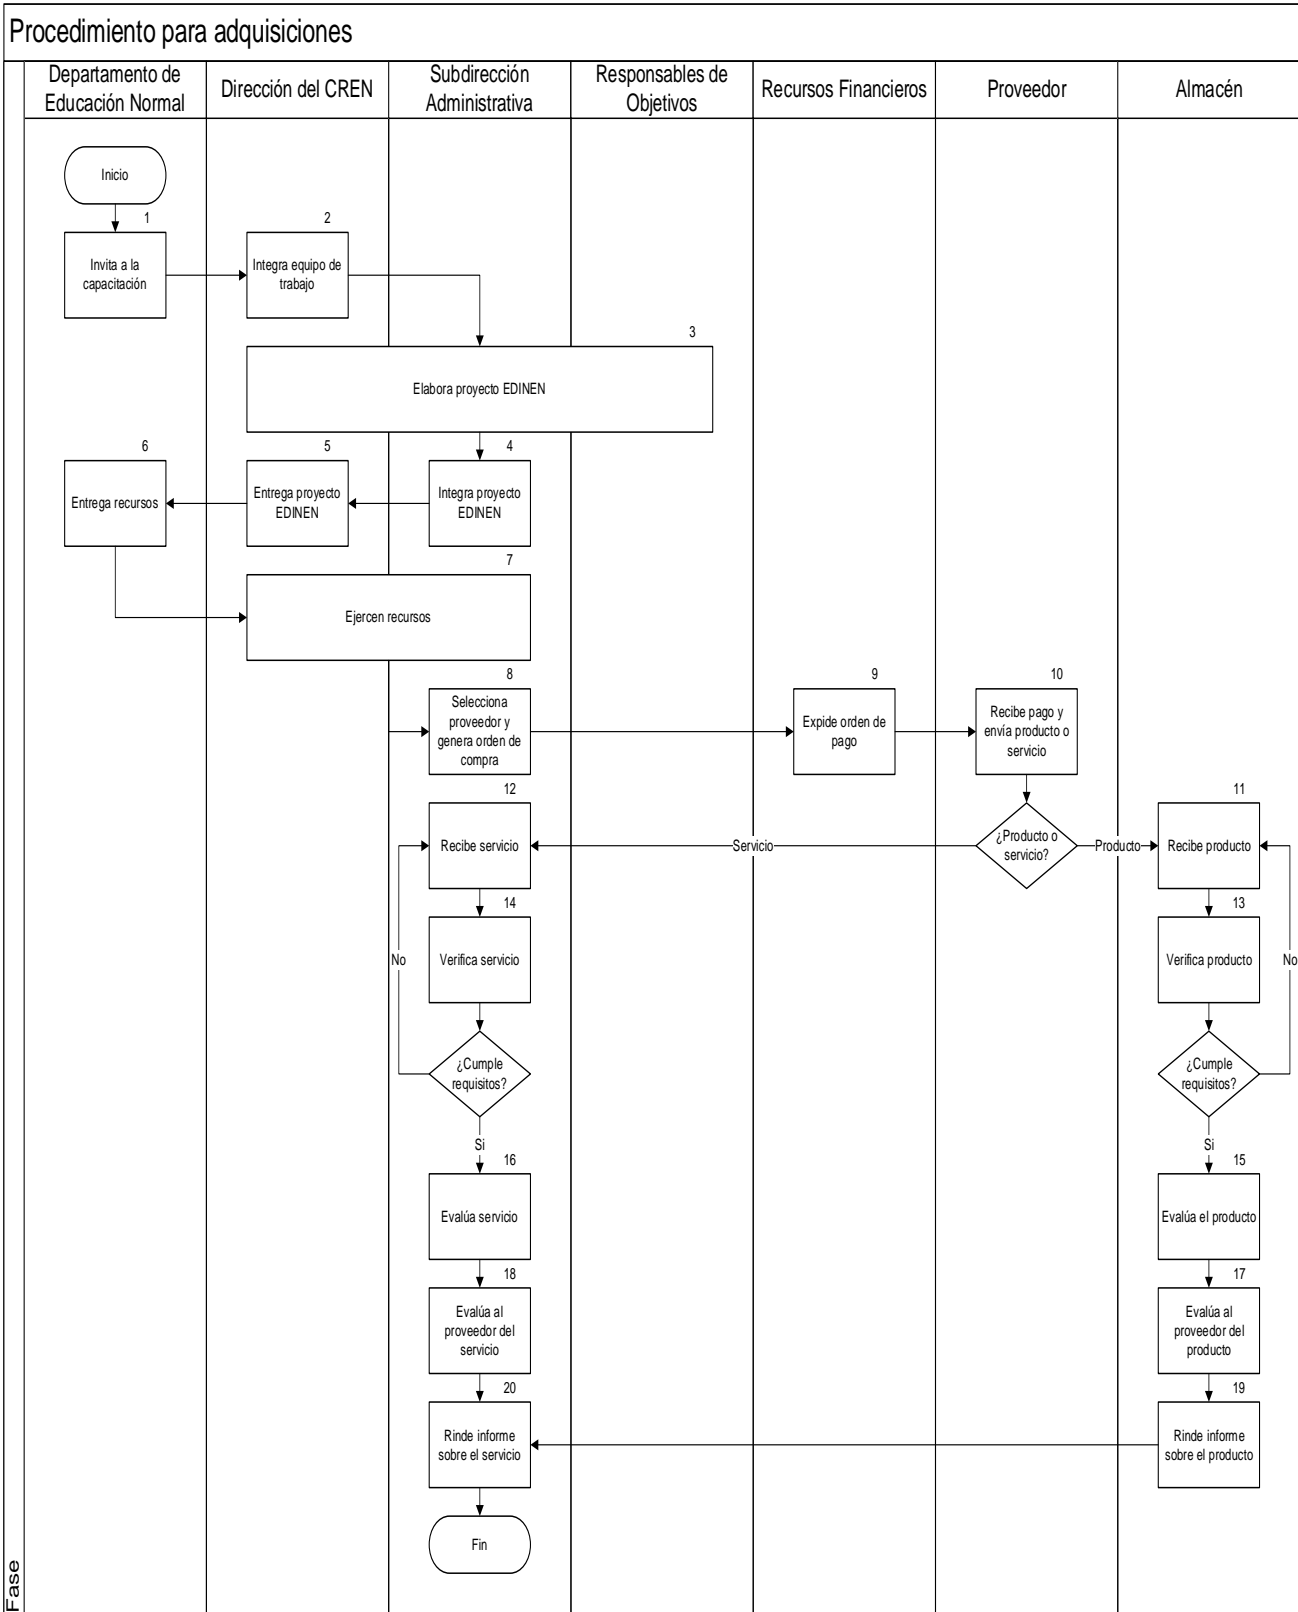 Procedimiento para adquisiciones
Departamento de
Educación Normal
Dirección del CREN
Subdirección
Administrativa
Responsables de
Objetivos
Recursos Financieros
Proveedor
Almacén
Inicio
1
Invita a la
capacitación
2
Integra equipo de
trabajo
3
Elabora proyecto EDINEN
6
Entrega recursos
5
Entrega proyecto
EDINEN
4
Integra proyecto
EDINEN
7
Ejercen recursos
8
Selecciona
proveedor y
genera orden de
compra
9
Expide orden de
pago
10
Recibe pago y
envía producto o
servicio
12
Recibe servicio
Servicio
¿Producto o
servicio?
Producto
11
Recibe producto
14
Verifica servicio
No
13
Verifica producto
No
¿Cumple
requisitos?
Si
¿Cumple
requisitos?
Si
16
Evalúa servicio
15
Evalúa el producto
18
Evalúa al
proveedor del
servicio
17
Evalúa al
proveedor del
producto
20
Rinde informe
sobre el servicio
19
Rinde informe
sobre el producto
Fin
Fase